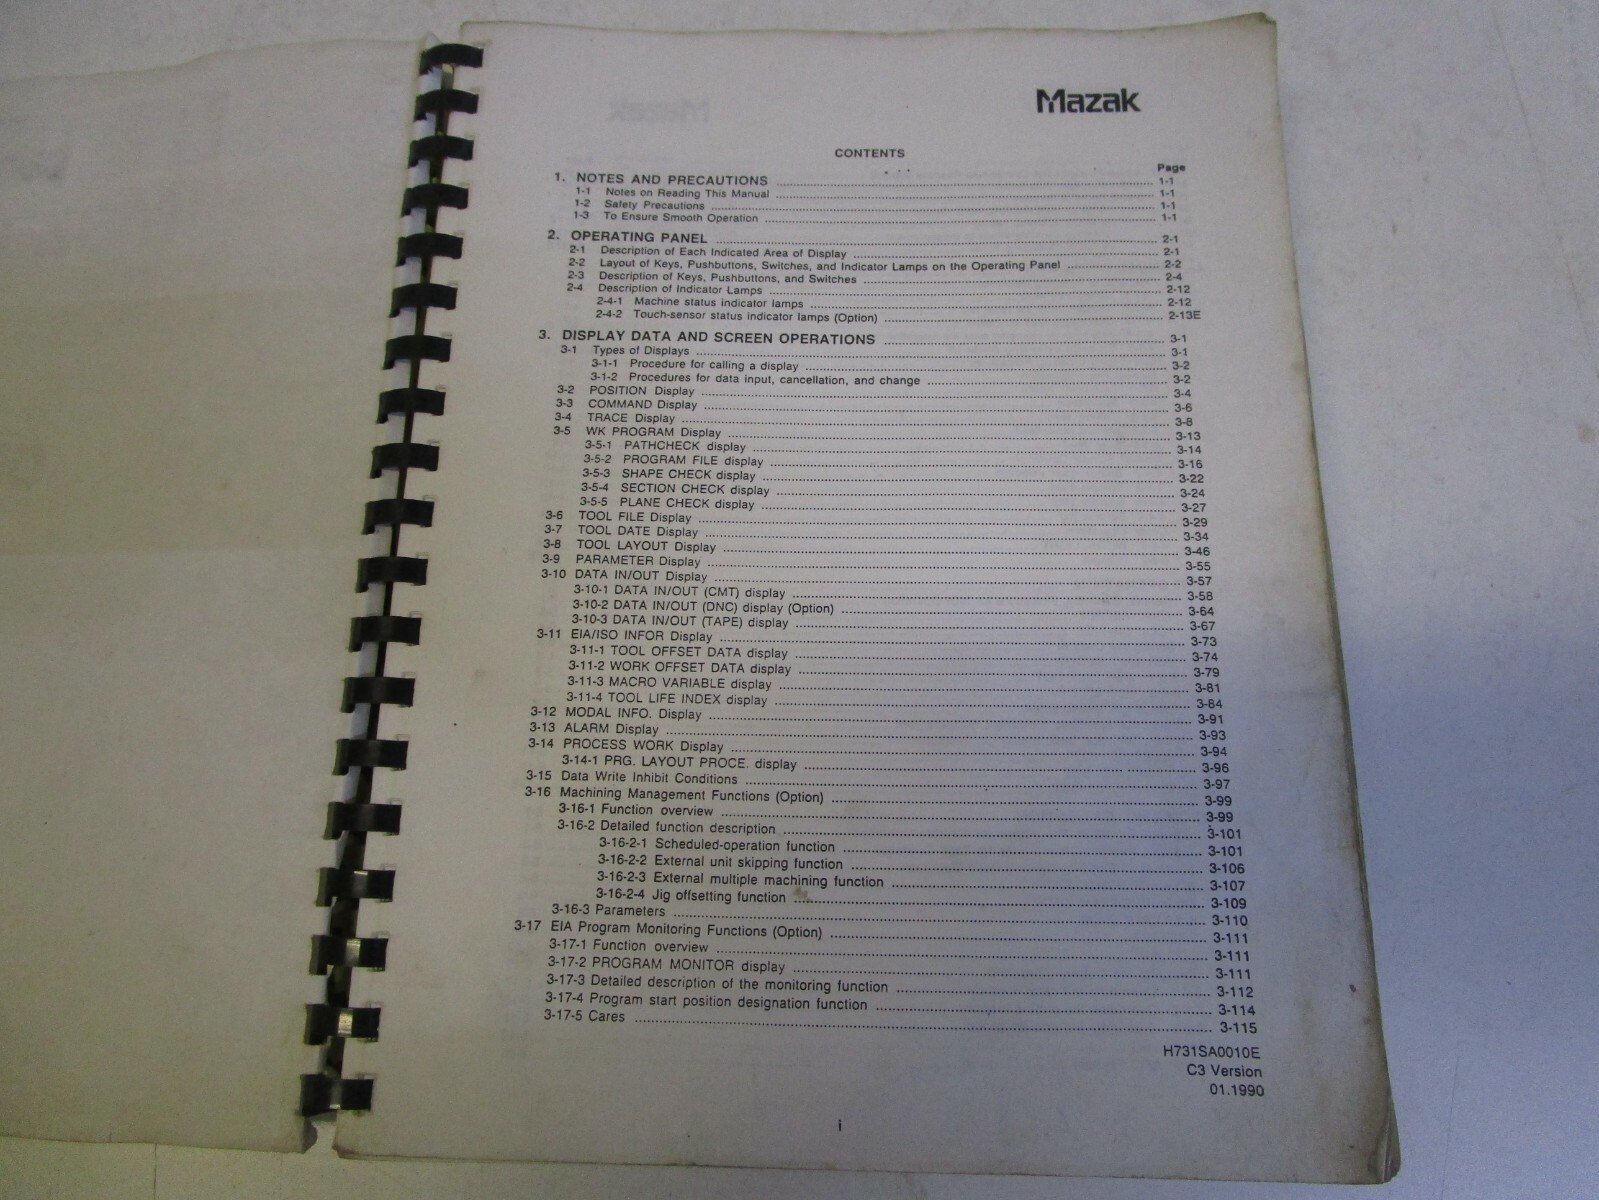 Mazak
CONTENTS
Page
1. NOTES AND PRECAUTIONS 1-1
1-1 Notes on Reading This Manual 1-1
1-2 Safety Precautions 1-1
1-3 To Ensure Smooth Operation 1-1
2. OPERATING PANEL 2-1
2-1 Description of Each Indicated Area of Display 2-1
2-2 Layout of Keys, Pushbuttons, Switches, and Indicator Lamps on the Operating Panel 2-2
2-3 Description of Keys, Pushbuttons, and Switches 2-4
2-4 Description of Indicator Lamps 2-12
2-4-1 Machine status indicator lamps 2-12
2-4-2 Touch-sensor status indicator lamps (Option) 2-13E
3. DISPLAY DATA AND SCREEN OPERATIONS 3-1
3-1 Types of Displays 3-1
3-1-1 Procedure for calling a display 3-2
3-1-2 Procedures for data input, cancellation, and change 3-2
3-2 POSITION Display 3-4
3-3 COMMAND Display 3-6
3-4 TRACE Display 3-8
3-5 WK PROGRAM Display 3-13
3-5-1 PATHCHECK display 3-14
3-5-2 PROGRAM FILE display 3-16
3-5-3 SHAPE CHECK display 3-22
3-5-4 SECTION CHECK display 3-24
3-5-5 PLANE CHECK display 3-27
3-6 TOOL FILE Display 3-29
3-7 TOOL DATE Display 3-34
3-8 TOOL LAYOUT Display 3-46
3-9 PARAMETER Display 3-55
3-10 DATA IN/OUT Display 3-57
3-10-1 DATA IN/OUT (CMT) display 3-58
3-10-2 DATA IN/OUT (DNC) display (Option) 3-64
3-10-3 DATA IN/OUT (TAPE) display 3-67
3-11 EIA/ISO INFOR Display 3-73
3-11-1 TOOL OFFSET DATA display 3-74
3-11-2 WORK OFFSET DATA display 3-79
3-11-3 MACRO VARIABLE display 3-81
3-11-4 TOOL LIFE INDEX display 3-84
3-12 MODAL INFO. Display 3-91
3-13 ALARM Display 3-93
3-14 PROCESS WORK Display 3-94
3-14-1 PRG. LAYOUT PROCE. display 3-96
3-15 Data Write Inhibit Conditions 3-97
3-16 Machining Management Functions (Option) 3-99
3-16-1 Function overview 3-99
3-16-2 Detailed function description 3-101
3-16-2-1 Scheduled-operation function 3-101
3-16-2-2 External unit skipping function 3-106
3-16-2-3 External multiple machining function 3-107
3-16-2-4 Jig offsetting function 3-109
3-16-3 Parameters 3-110
3-17 EIA Program Monitoring Functions (Option) 3-111
3-17-1 Function overview 3-111
3-17-2 PROGRAM MONITOR display 3-111
3-17-3 Detailed description of the monitoring function 3-112
3-17-4 Program start position designation function 3-114
3-17-5 Cares 3-115
H731SA0010E
C3 Version
01.1990
i